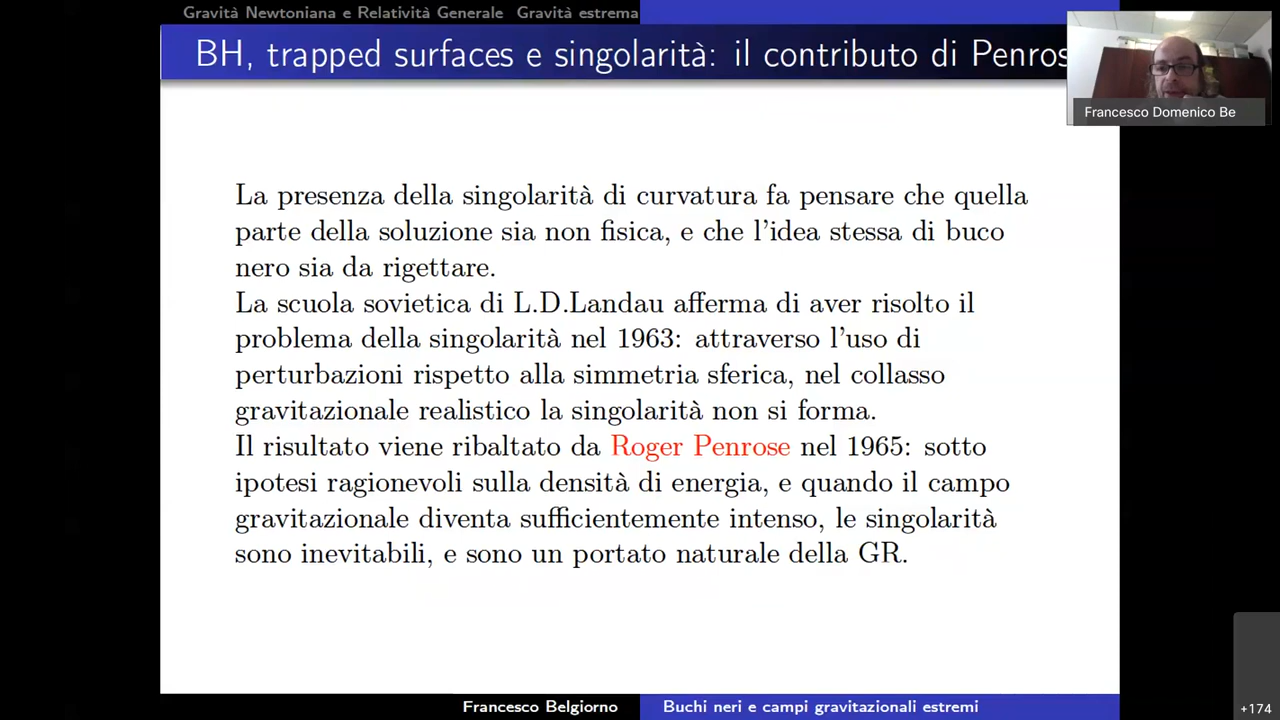 Gravità Newtoniana e Relatività Generale Gravità estrema
BH, trapped surfaces e singolarità: il contributo di Penros
Francesco Domenico Be
La presenza della singolarità di curvatura fa pensare che quella
parte della soluzione sia non fisica, e che l'idea stessa di buco
nero sia da rigettare.
La scuola sovietica di L.D.Landau afferma di aver risolto il
problema della singolarità nel 1963: attraverso l'uso di
perturbazioni rispetto alla simmetria sferica, nel collasso
gravitazionale realistico la singolarità non si forma.
Il risultato viene ribaltato da Roger Penrose nel 1965: sotto
ipotesi ragionevoli sulla densità di energia, e quando il campo
gravitazionale diventa sufficientemente intenso, le singolarità
sono inevitabili, e sono un portato naturale della GR.
Francesco Belgiorno
Buchi neri e campi gravitazionali estremi
+174